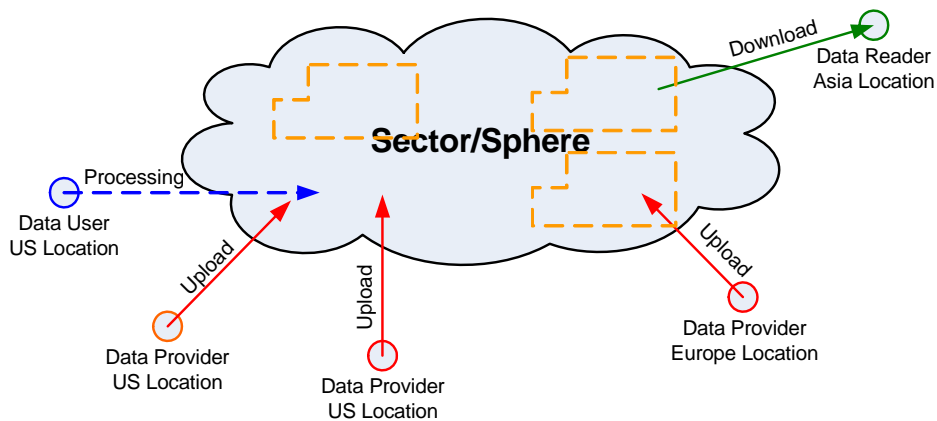 Download
Data Reader
Asia Location
Sector/Sphere
Processing
Data User
US Location
Upload
Upload
Upload
Data Provider
US Location
Data Provider
US Location
Data Provider
Europe Location